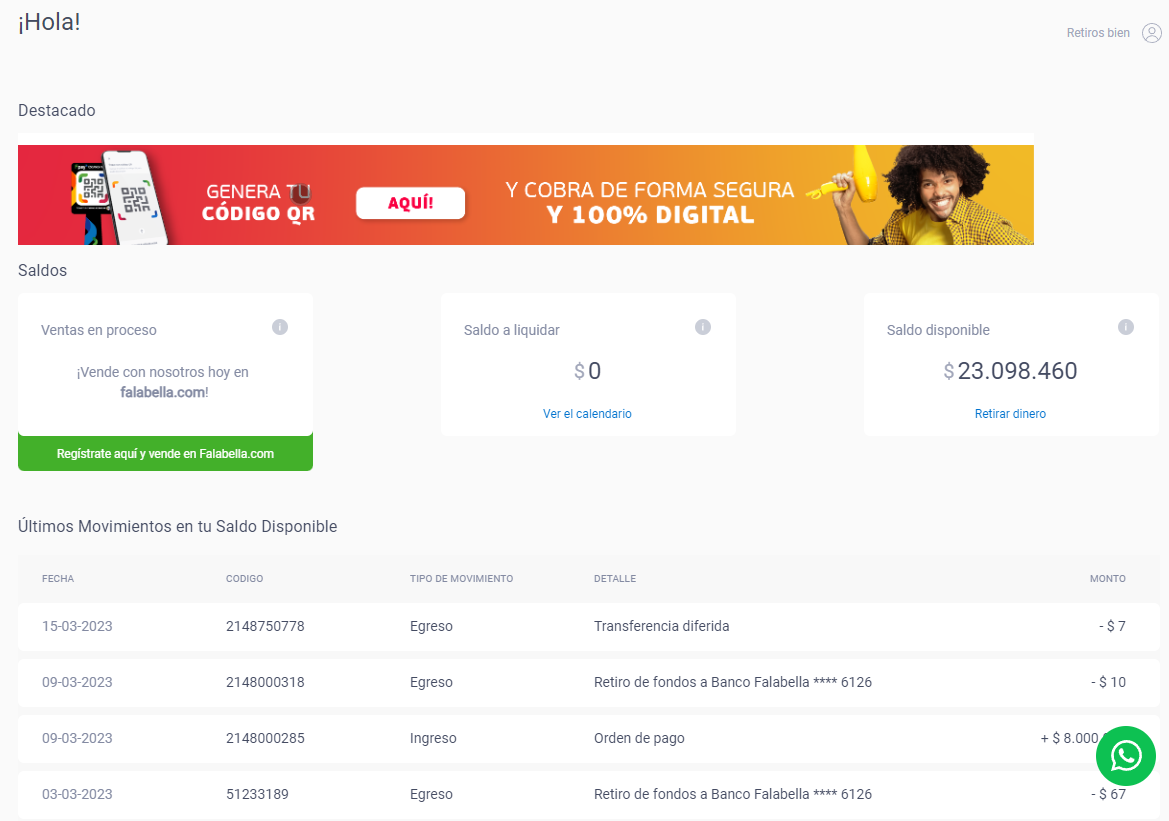 ¡Hola!
Retiros bien
Destacado
GENERA TU
CÓDIGO QR
AQUÍ!
Y COBRA DE FORMA SEGURA
Y 100% DIGITAL
Saldos
Ventas en proceso
¡Vende con nosotros hoy en
falabella.com!
Regístrate aquí y vende en Falabella.com
Saldo a liquidar
$ 0
Ver el calendario
Saldo disponible
$ 23.098.460
Retirar dinero
Últimos Movimientos en tu Saldo Disponible
FECHA CODIGO TIPO DE MOVIMIENTO DETALLE MONTO
15-03-2023 2148750778 Egreso Transferencia diferida - $ 7
09-03-2023 2148000318 Egreso Retiro de fondos a Banco Falabella **** 6126 - $ 10
09-03-2023 2148000285 Ingreso Orden de pago + $ 8.000
03-03-2023 51233189 Egreso Retiro de fondos a Banco Falabella **** 6126 - $ 67